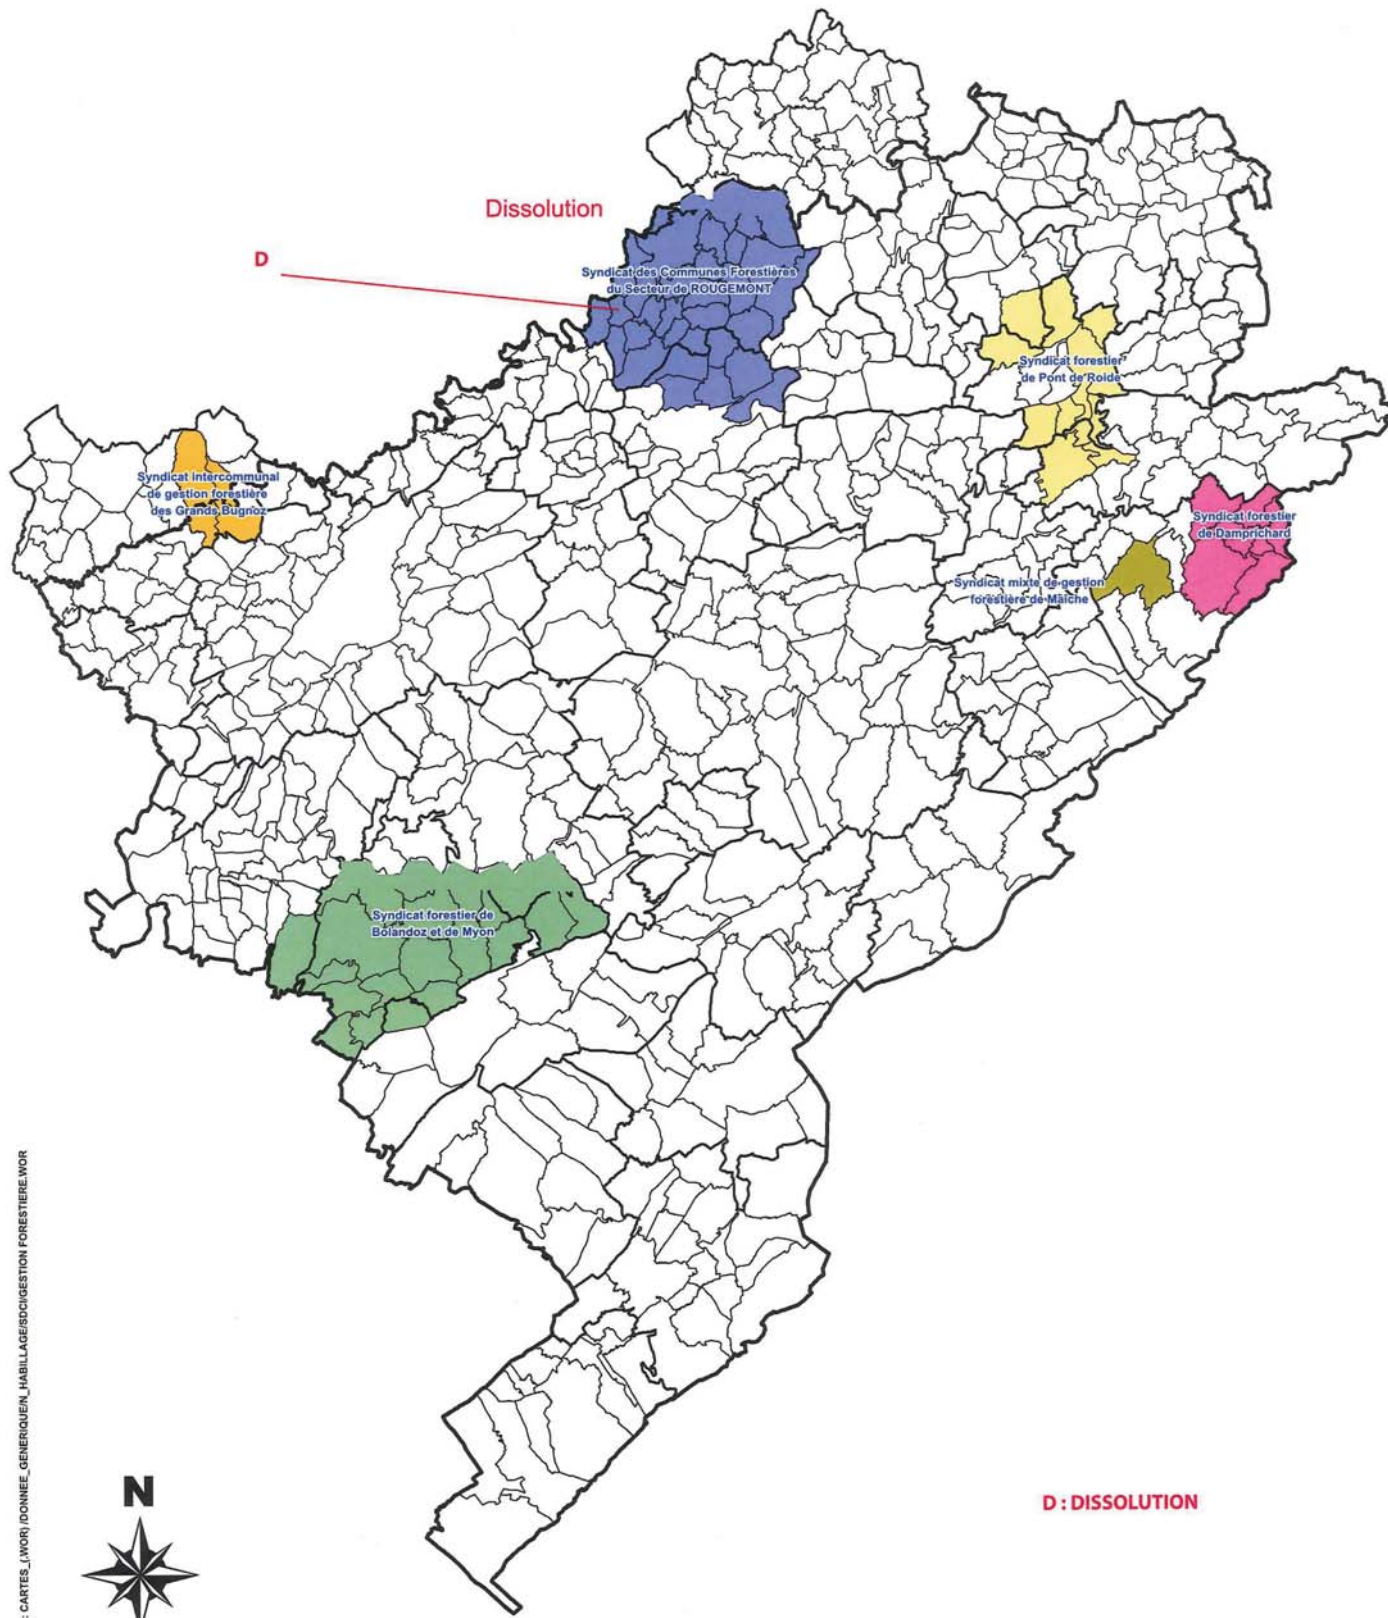 Dissolution
D
Syndicat des Communes Forestières
du Secteur de ROUGEMONT
Syndicat forestier
de Pont de Roide
Syndicat intercommunal
de gestion forestière
des Grands Bugnoz
Syndicat forestier
de Damprichard
Syndicat mixte de gestion
forestière de Maîche
Syndicat forestier de
Bolandoz et de Myon
D : DISSOLUTION
N
: CARTES_(.WOR) /DONNEE_GENERIQUE/N_HABILLAGE/SDCI/GESTION FORESTIERE.WOR